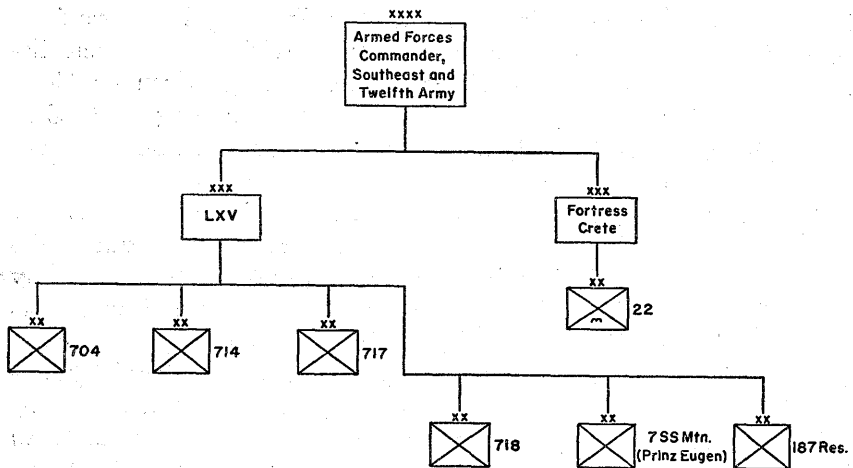 xxxx
Armed Forces
Commander,
Southeast and
Twelfth Army
xxx
LXV
xxx
Fortress
Crete
xx
22
xx
704
xx
714
xx
717
xx
718
xx
7 SS Mtn.
(Prinz Eugen)
xx
187 Res.